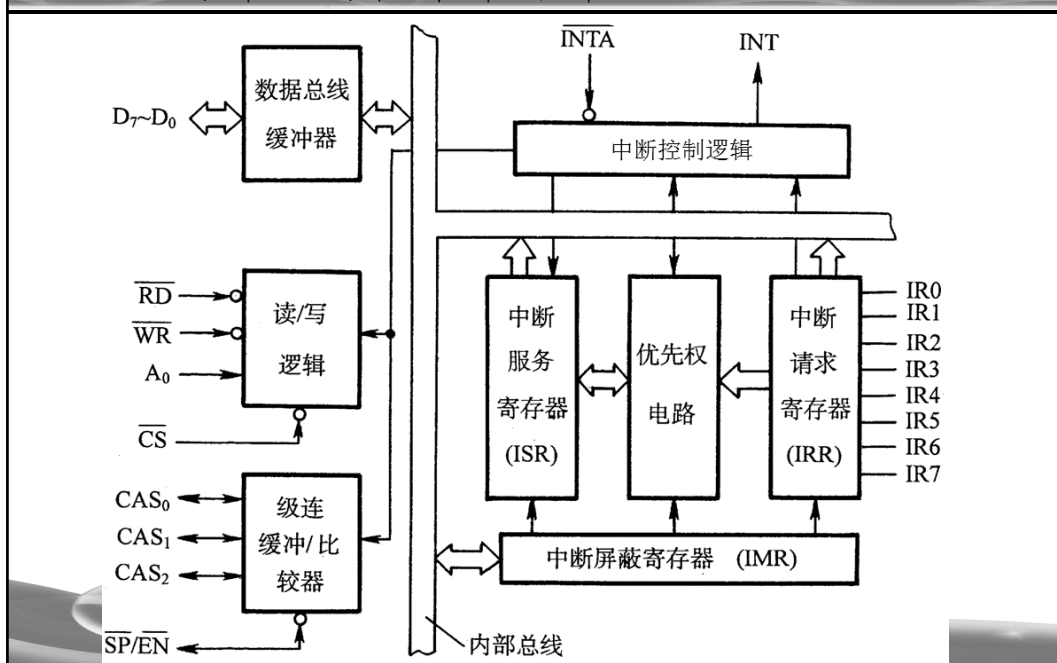 INTA
INT
数据总线
缓冲器
D₇~D₀
中断控制逻辑
RD
WR
A₀
CS
读/写
逻辑
中断
服务
寄存器
(ISR)
优先权
电路
中断
请求
寄存器
(IRR)
IR0
IR1
IR2
IR3
IR4
IR5
IR6
IR7
CAS₀
CAS₁
CAS₂
级连
缓冲/比
较器
SP/EN
中断屏蔽寄存器 (IMR)
内部总线